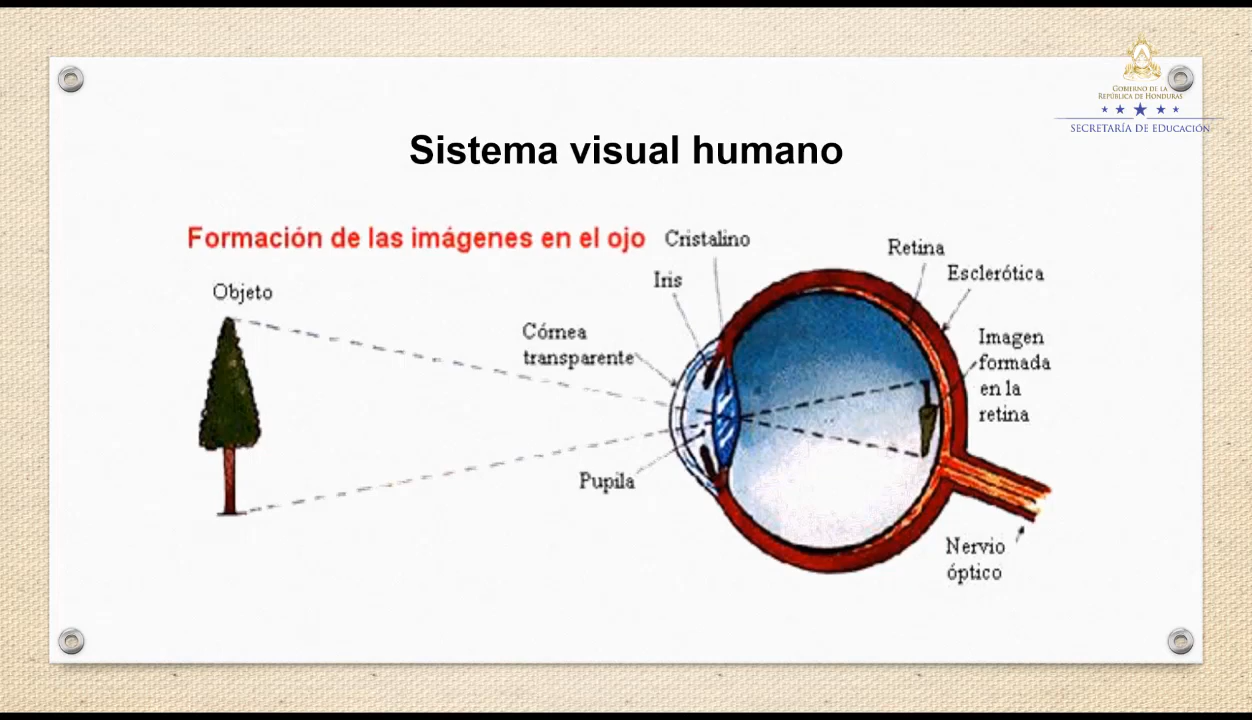 GOBIERNO DE LA
REPÚBLICA DE HONDURAS
SECRETARÍA DE EDUCACIÓN
Sistema visual humano
Formación de las imágenes en el ojo
Cristalino
Retina
Iris
Esclerótica
Objeto
Córnea
transparente
Imagen
formada
en la
retina
Pupila
Nervio
óptico